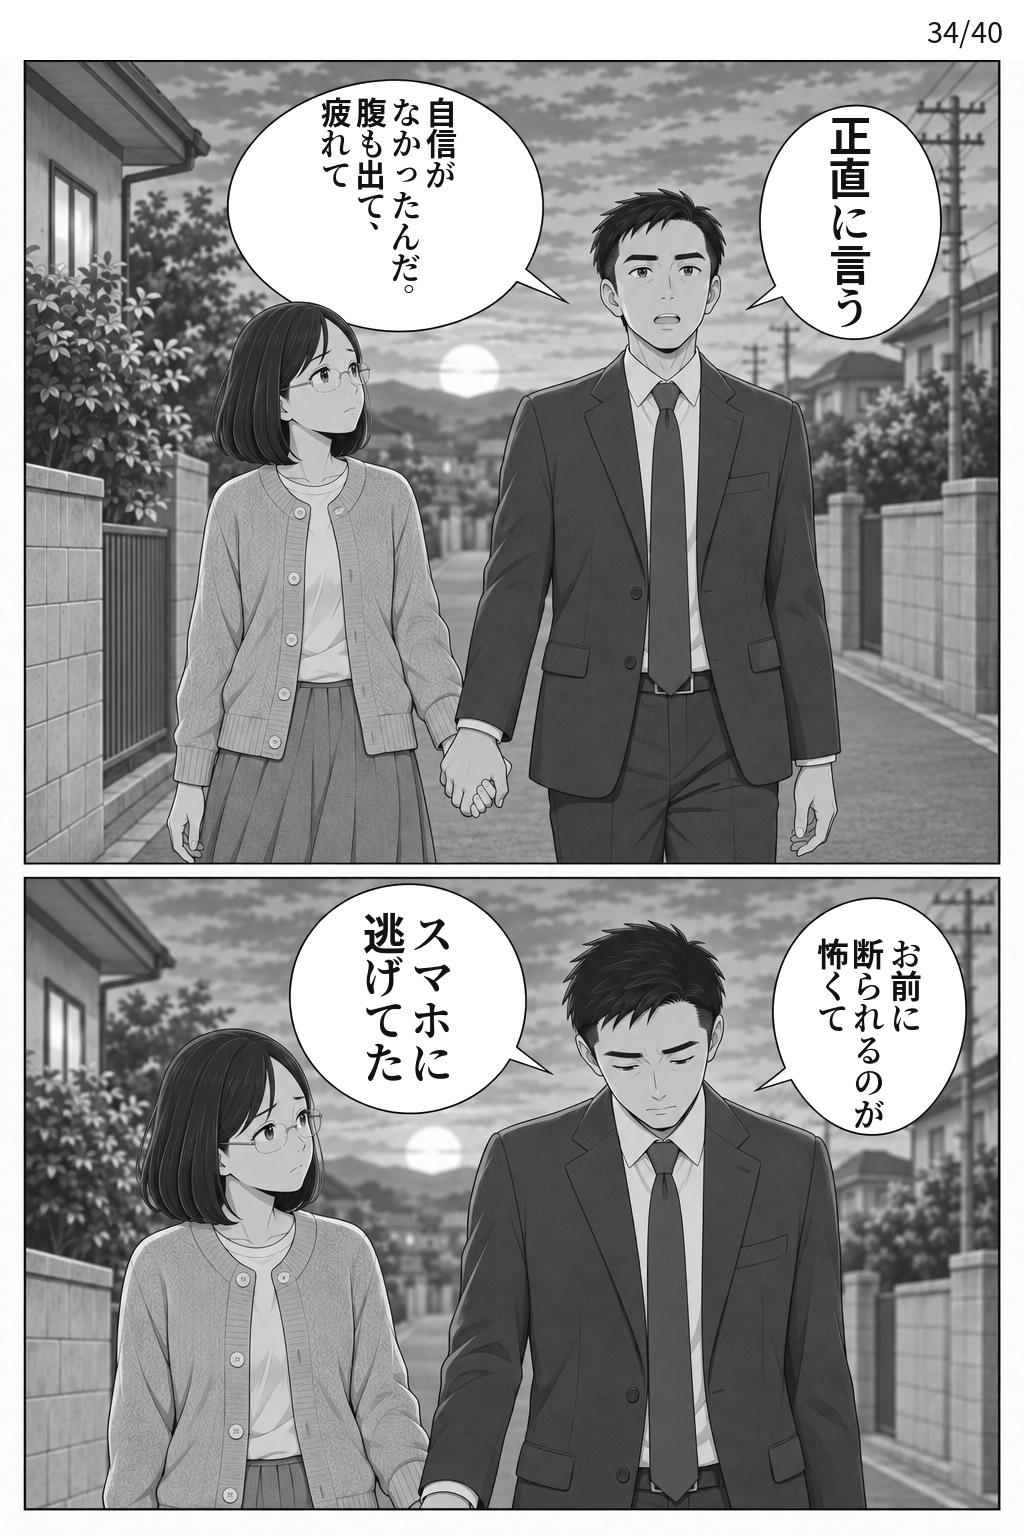 34/40
正直に言う
自信が
なかったんだ。
腹も出て、
疲れて
お前に
断られるのが
怖くて
スマホに
逃げてた